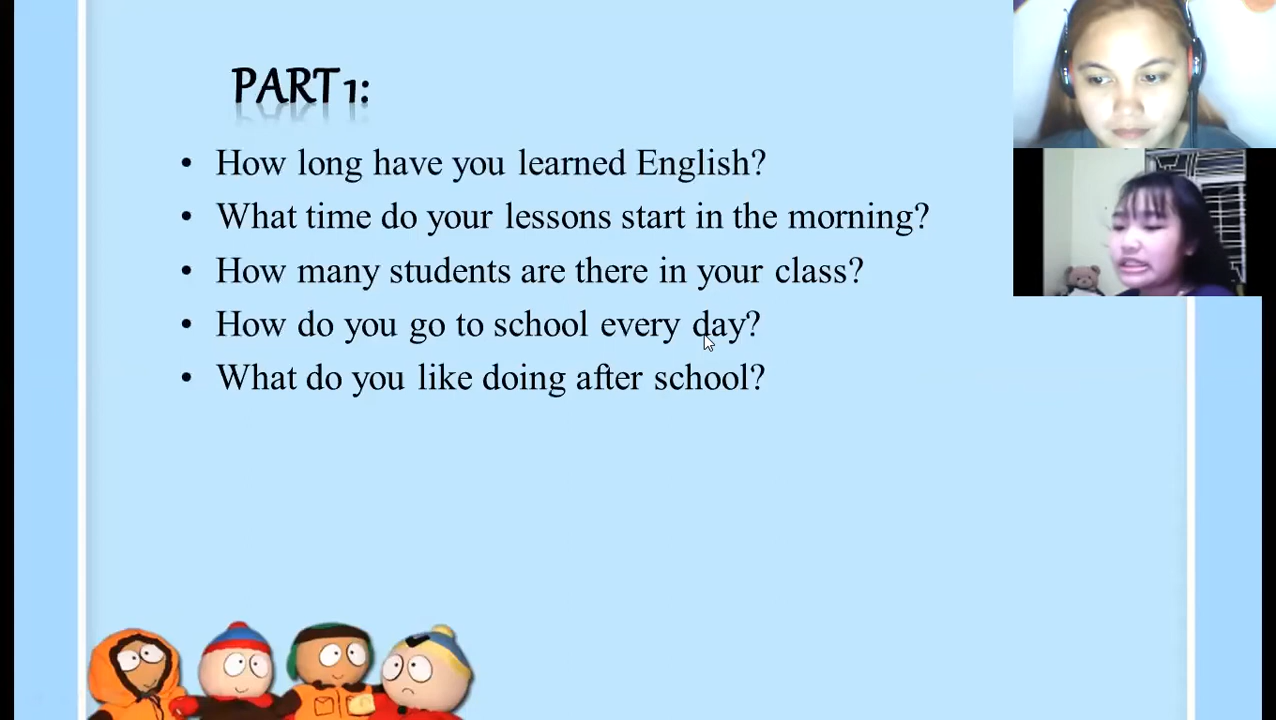 PART 1:
• How long have you learned English?
• What time do your lessons start in the morning?
• How many students are there in your class?
• How do you go to school every day?
• What do you like doing after school?